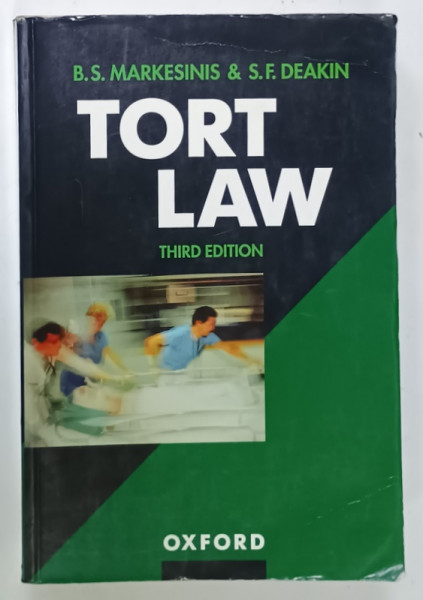 B.S. MARKESINIS & S.F. DEAKIN
TORT
LAW
THIRD EDITION
OXFORD